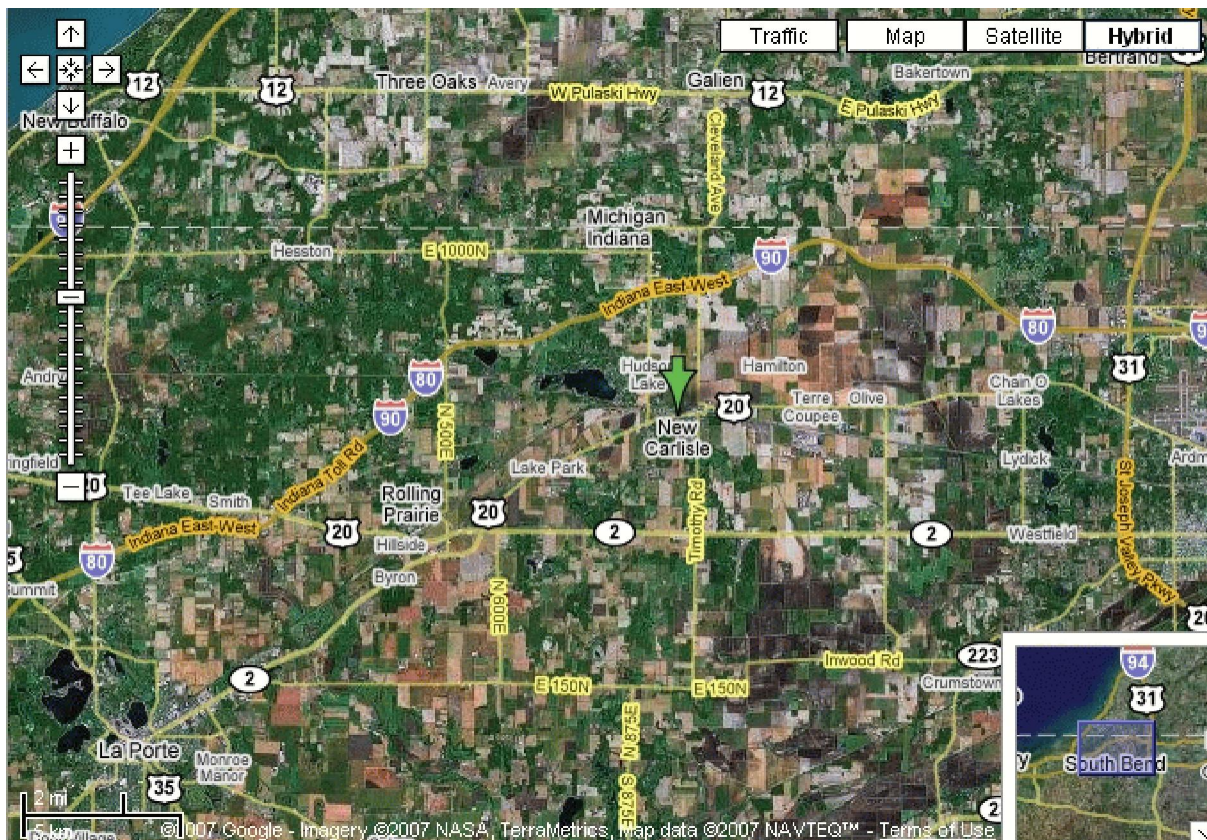 Traffic
Map
Satellite
Hybrid
Bertrand
12
12
Three Oaks
Avery
W Pulaski Hwy
Galien
12
Bakertown
E Pulaski Hwy
New Buffalo
Cleveland Ave
Michigan
Indiana
Hesston
E 1000N
90
Indiana East-West
80
31
Hudson
Lake
Hamilton
80
90
N 500E
20
Terre
Coupee
Olive
Chain O
Lakes
New
Carlisle
Lake Park
Lydick
Indiana Toll Rd
Tee Lake
Smith
Rolling
Prairie
20
20
Timothy Rd
St Joseph Valley Pkwy
Indiana East-West
Hillside
2
2
Westfield
80
Byron
N 600E
Inwood Rd
223
Crumstown
2
E 150N
E 150N
N 875E
S 875E
La Porte
Monroe
Manor
35
94
31
South Bend
2 mi
5 km
©2007 Google - Imagery ©2007 NASA, TerraMetrics, Map data ©2007 NAVTEQ™ - Terms of Use